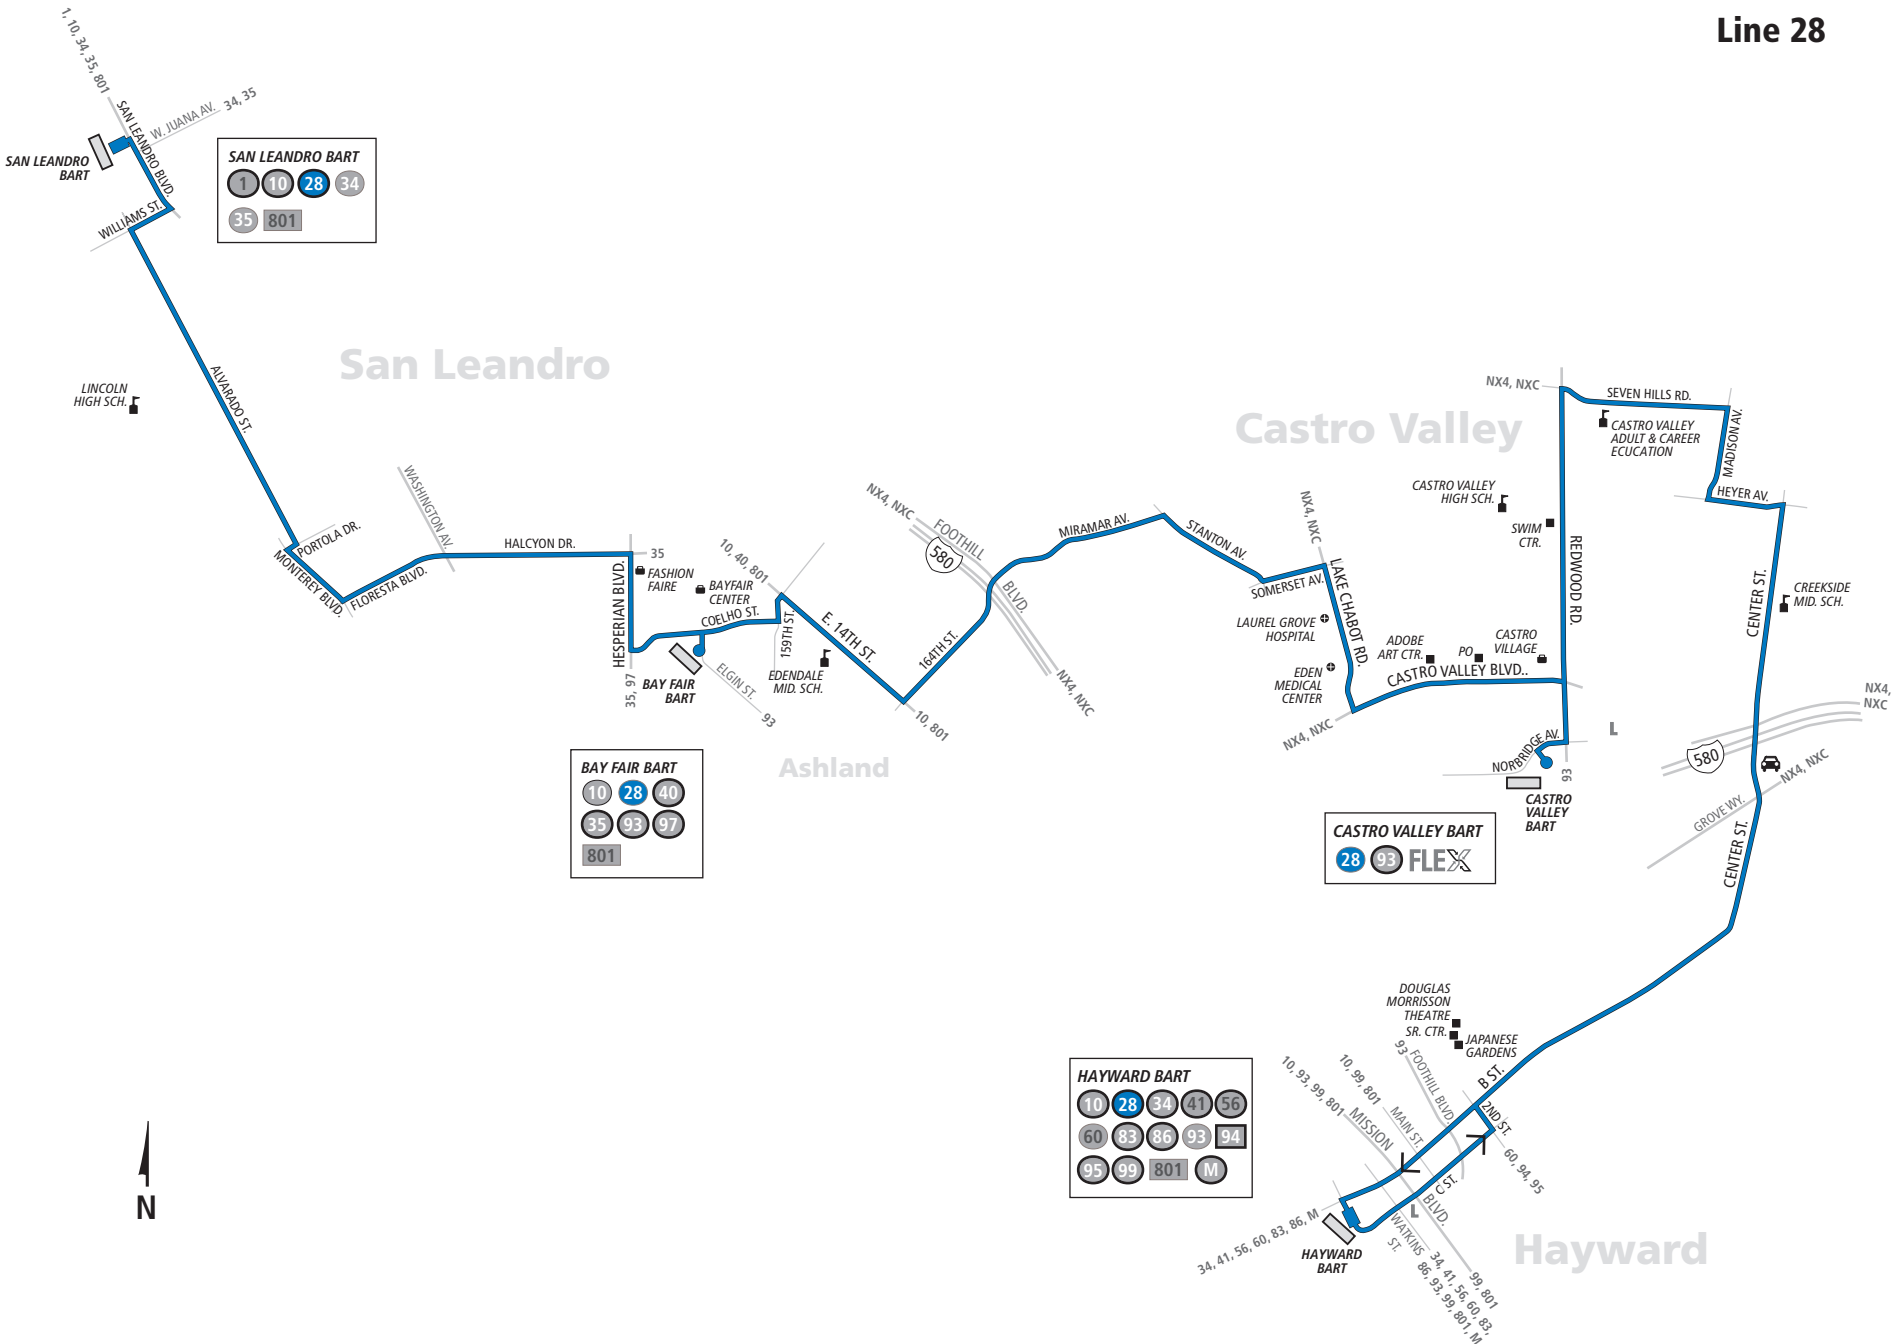 Line 28
1, 10, 34, 35, 801
SAN LEANDRO BLVD.
W. JUANA AV.
34, 35
SAN LEANDRO
BART
WILLIAMS ST.
SAN LEANDRO BART
1 10 28 34
35 801
San Leandro
LINCOLN
HIGH SCH.
ALVARADO ST.
PORTOLA DR.
MONTEREY BLVD.
FLORESTA BLVD.
WASHINGTON AV.
HALCYON DR.
35
HESPERIAN BLVD.
35, 97
FASHION
FAIRE
BAYFAIR
CENTER
COELHO ST.
BAY FAIR
BART
ELGIN ST.
93
159TH ST.
10, 40, 801
E. 14TH ST.
EDENDALE
MID. SCH.
10, 801
164TH ST.
BAY FAIR BART
10 28 40
35 93 97
801
Ashland
NX4, NXC
FOOTHILL
BLVD.
580
NX4, NXC
MIRAMAR AV.
STANTON AV.
SOMERSET AV.
NX4, NXC
LAKE CHABOT RD.
LAUREL GROVE
HOSPITAL
EDEN
MEDICAL
CENTER
NX4, NXC
Castro Valley
CASTRO VALLEY BLVD..
ADOBE
ART CTR.
PO
CASTRO
VILLAGE
CASTRO VALLEY
HIGH SCH.
SWIM
CTR.
REDWOOD RD.
NX4, NXC
SEVEN HILLS RD.
CASTRO VALLEY
ADULT & CAREER
ECUCATION
MADISON AV.
HEYER AV.
CENTER ST.
CREEKSIDE
MID. SCH.
NORBRIDGE AV.
93
L
CASTRO
VALLEY
BART
CASTRO VALLEY BART
28 93 FLEX
580
NX4,
NXC
NX4, NXC
GROVE WY.
CENTER ST.
DOUGLAS
MORRISSON
THEATRE
SR. CTR.
JAPANESE
GARDENS
B ST.
2ND ST.
60, 94, 95
93
FOOTHILL BLVD.
10, 99, 801
MAIN ST.
10, 93, 99, 801
MISSION
BLVD.
C ST.
L
99, 801
WATKINS
ST.
34, 41, 56, 60, 83,
86, 93, 99, 801, M
34, 41, 56, 60, 83, 86, M
HAYWARD
BART
HAYWARD BART
10 28 34 41 56
60 83 86 93 94
95 99 801 M
Hayward
N